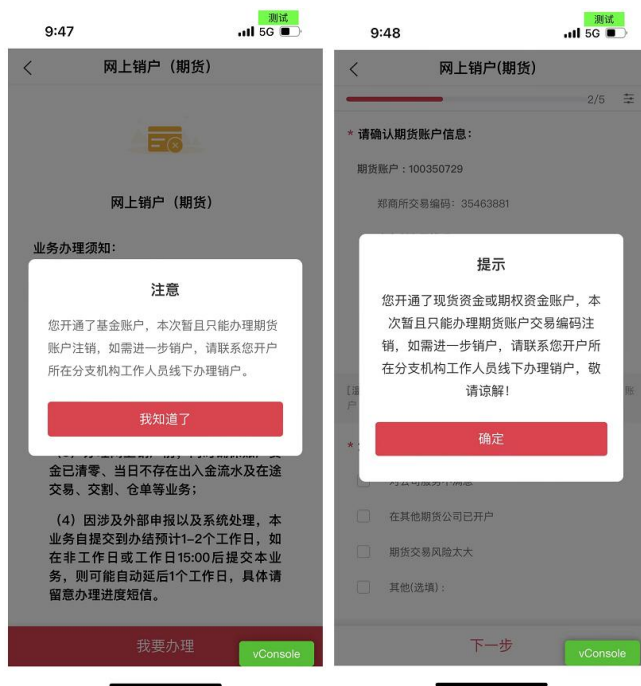 测试
9:47
5G
网上销户（期货）
网上销户（期货）
业务办理须知：
注意
您开通了基金账户，本次暂且只能办理期货
账户注销，如需进一步销户，请联系您开户
所在分支机构工作人员线下办理销户。
我知道了
金已清零、当日不存在出入金流水及在途
交易、交割、仓单等业务；
（4）因涉及外部申报以及系统处理，本
业务自提交到办结预计1-2个工作日，如
在非工作日或工作日15:00后提交本业
务，则可能自动延后1个工作日，具体请
留意办理进度短信。
我要办理
vConsole
测试
9:48
5G
网上销户(期货)
2/5
* 请确认期货账户信息：
期货账户：100350729
郑商所交易编码：35463881
提示
您开通了现货资金或期权资金账户，本
次暂且只能办理期货账户交易编码注
销，如需进一步销户，请联系您开户所
在分支机构工作人员线下办理销户，敬
请谅解！
确定
对公司服务不满意
在其他期货公司已开户
期货交易风险太大
其他(选填)：
下一步
vConsole